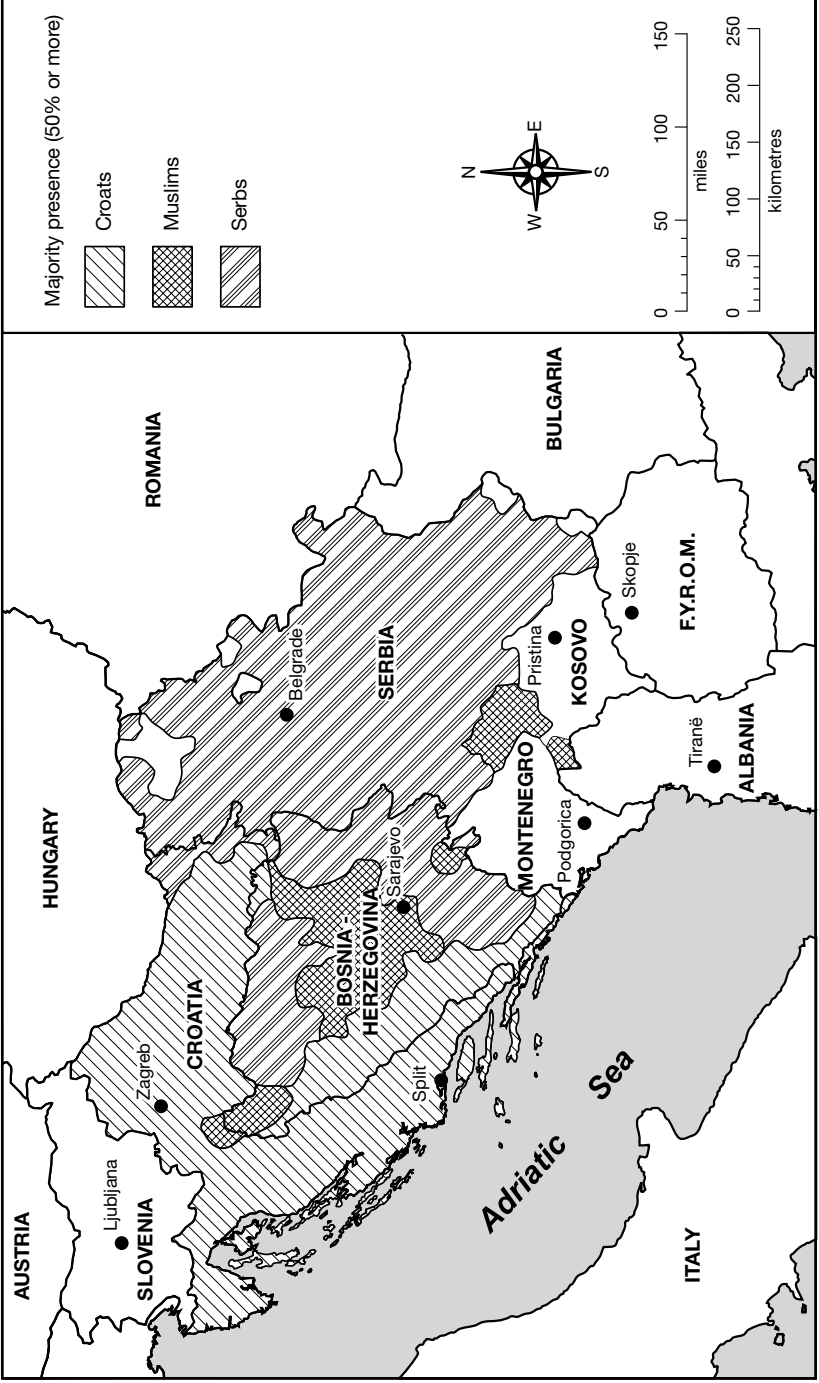 AUSTRIA
HUNGARY
ROMANIA
Ljubljana
SLOVENIA
Zagreb
CROATIA
Belgrade
SERBIA
BOSNIA -
HERZEGOVINA
Sarajevo
Split
MONTENEGRO
Podgorica
Pristina
KOSOVO
BULGARIA
Skopje
F.Y.R.O.M.
Tiranë
ALBANIA
Adriatic Sea
ITALY
Majority presence (50% or more)
Croats
Muslims
Serbs
N
W
E
S
0 50 100 150
miles
0 50 100 150 200 250
kilometres